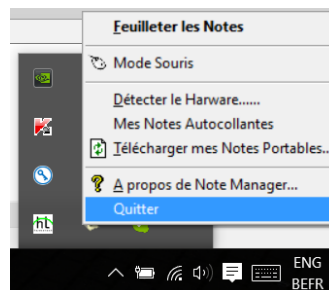 Feuilleter les Notes
Mode Souris
Détecter le Harware......
Mes Notes Autocollantes
Télécharger mes Notes Portables..
A propos de Note Manager...
Quitter
ht
ENG
BEFR